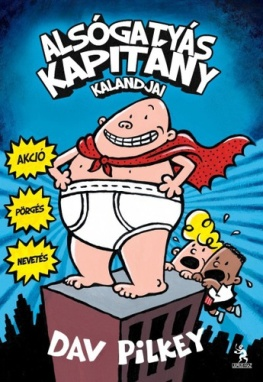 ALSÓGATYÁS
KAPITÁNY
KALANDJAI
AKCIÓ
PÖRGÉS
NEVETÉS
DAV PILKEY